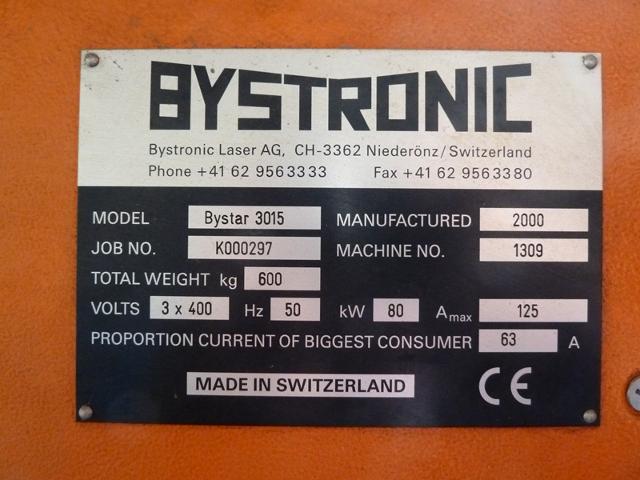 BYSTRONIC
Bystronic Laser AG, CH-3362 Niederönz/Switzerland
Phone +41 62 9563333 Fax +41 62 9563380
MODEL Bystar 3015 MANUFACTURED 2000
JOB NO. K000297 MACHINE NO. 1309
TOTAL WEIGHT kg 600
VOLTS 3 x 400 Hz 50 kW 80 Amax 125
PROPORTION CURRENT OF BIGGEST CONSUMER 63 A
MADE IN SWITZERLAND CE